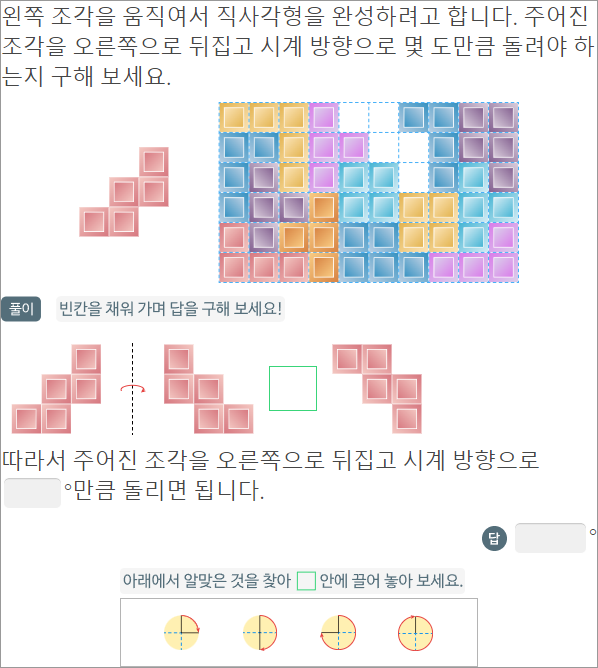 왼쪽 조각을 움직여서 직사각형을 완성하려고 합니다. 주어진
조각을 오른쪽으로 뒤집고 시계 방향으로 몇 도만큼 돌려야 하
는지 구해 보세요.
풀이 빈칸을 채워 가며 답을 구해 보세요!
따라서 주어진 조각을 오른쪽으로 뒤집고 시계 방향으로
°만큼 돌리면 됩니다.
답 °
아래에서 알맞은 것을 찾아 안에 끌어 놓아 보세요.